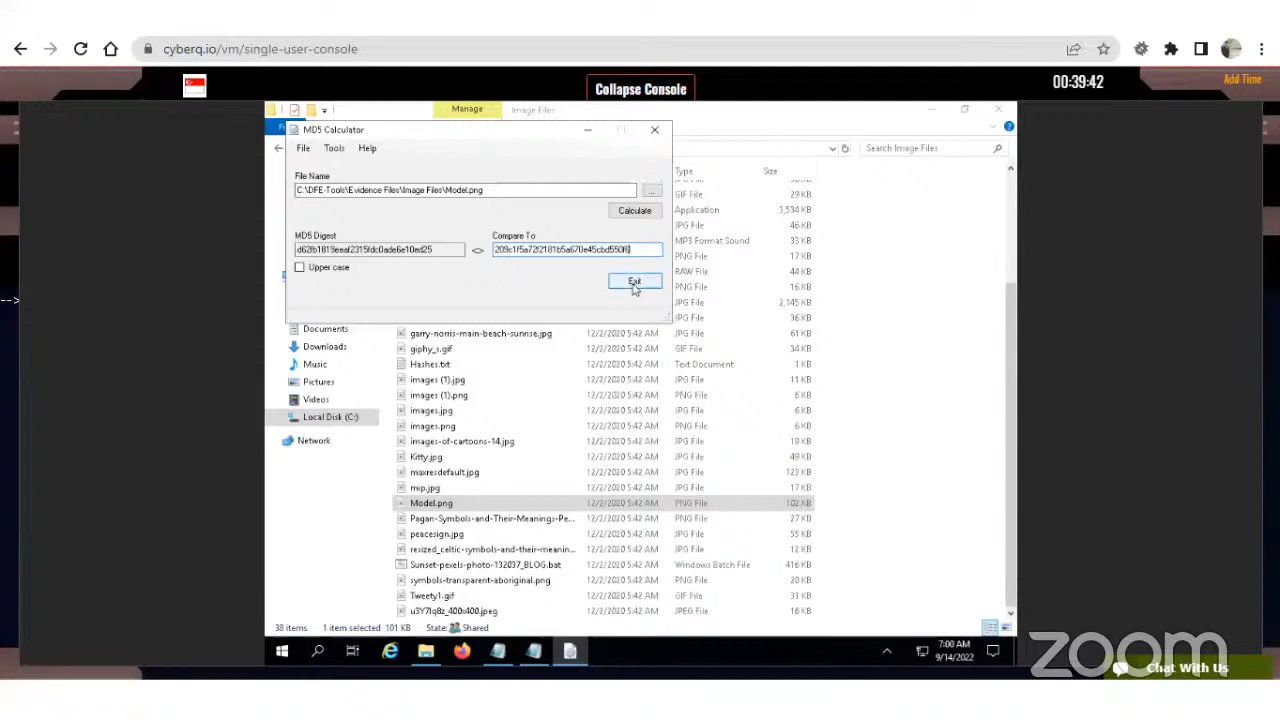 cyberq.io/vm/single-user-console
Collapse Console
00:39:42
Add Time
Manage
Image Files
MD5 Calculator
File Tools Help
Search Image Files
File Name
C:\DFE-Tools\Evidence Files\Image Files\Model.png
...
Calculate
MD5 Digest
Compare To
d62fb1819eeaf2315fdc0ade6e10ed25
<>
209c1f5a72f2181b5a670e45cbd550f6
Upper case
Exit
Type Size
GIF File 29 KB
Application 3,534 KB
JPG File 46 KB
MP3 Format Sound 33 KB
PNG File 17 KB
RAW File 44 KB
PNG File 16 KB
JPG File 2,145 KB
JPG File 36 KB
-->
Documents
Downloads
Music
Pictures
Videos
Local Disk (C:)
Network
garry-norris-main-beach-sunrise.jpg 12/2/2020 5:42 AM JPG File 61 KB
giphy_s.gif 12/2/2020 5:42 AM GIF File 34 KB
Hashes.txt 12/2/2020 5:42 AM Text Document 1 KB
images (1).jpg 12/2/2020 5:42 AM JPG File 11 KB
images (1).png 12/2/2020 5:42 AM PNG File 6 KB
images.jpg 12/2/2020 5:42 AM JPG File 6 KB
images.png 12/2/2020 5:42 AM PNG File 6 KB
images-of-cartoons-14.jpg 12/2/2020 5:42 AM JPG File 19 KB
Kitty.jpg 12/2/2020 5:42 AM JPG File 49 KB
maxresdefault.jpg 12/2/2020 5:42 AM JPG File 123 KB
mip.jpg 12/2/2020 5:42 AM JPG File 17 KB
Model.png 12/2/2020 5:42 AM PNG File 102 KB
Pagan-Symbols-and-Their-Meanings-Pe... 12/2/2020 5:42 AM PNG File 27 KB
peacesign.jpg 12/2/2020 5:42 AM JPG File 55 KB
resized_celtic-symbols-and-their-meanin... 12/2/2020 5:42 AM JPG File 12 KB
Sunset-pexels-photo-132037_BLOG.bat 12/2/2020 5:42 AM Windows Batch File 416 KB
symbols-transparent-aboriginal.png 12/2/2020 5:42 AM PNG File 20 KB
Tweety1.gif 12/2/2020 5:42 AM GIF File 31 KB
u3Y7lq8z_400x400.jpeg 12/2/2020 5:42 AM JPEG File 16 KB
38 items 1 item selected 101 KB State: Shared
7:00 AM
9/14/2022
zoom
Chat With Us